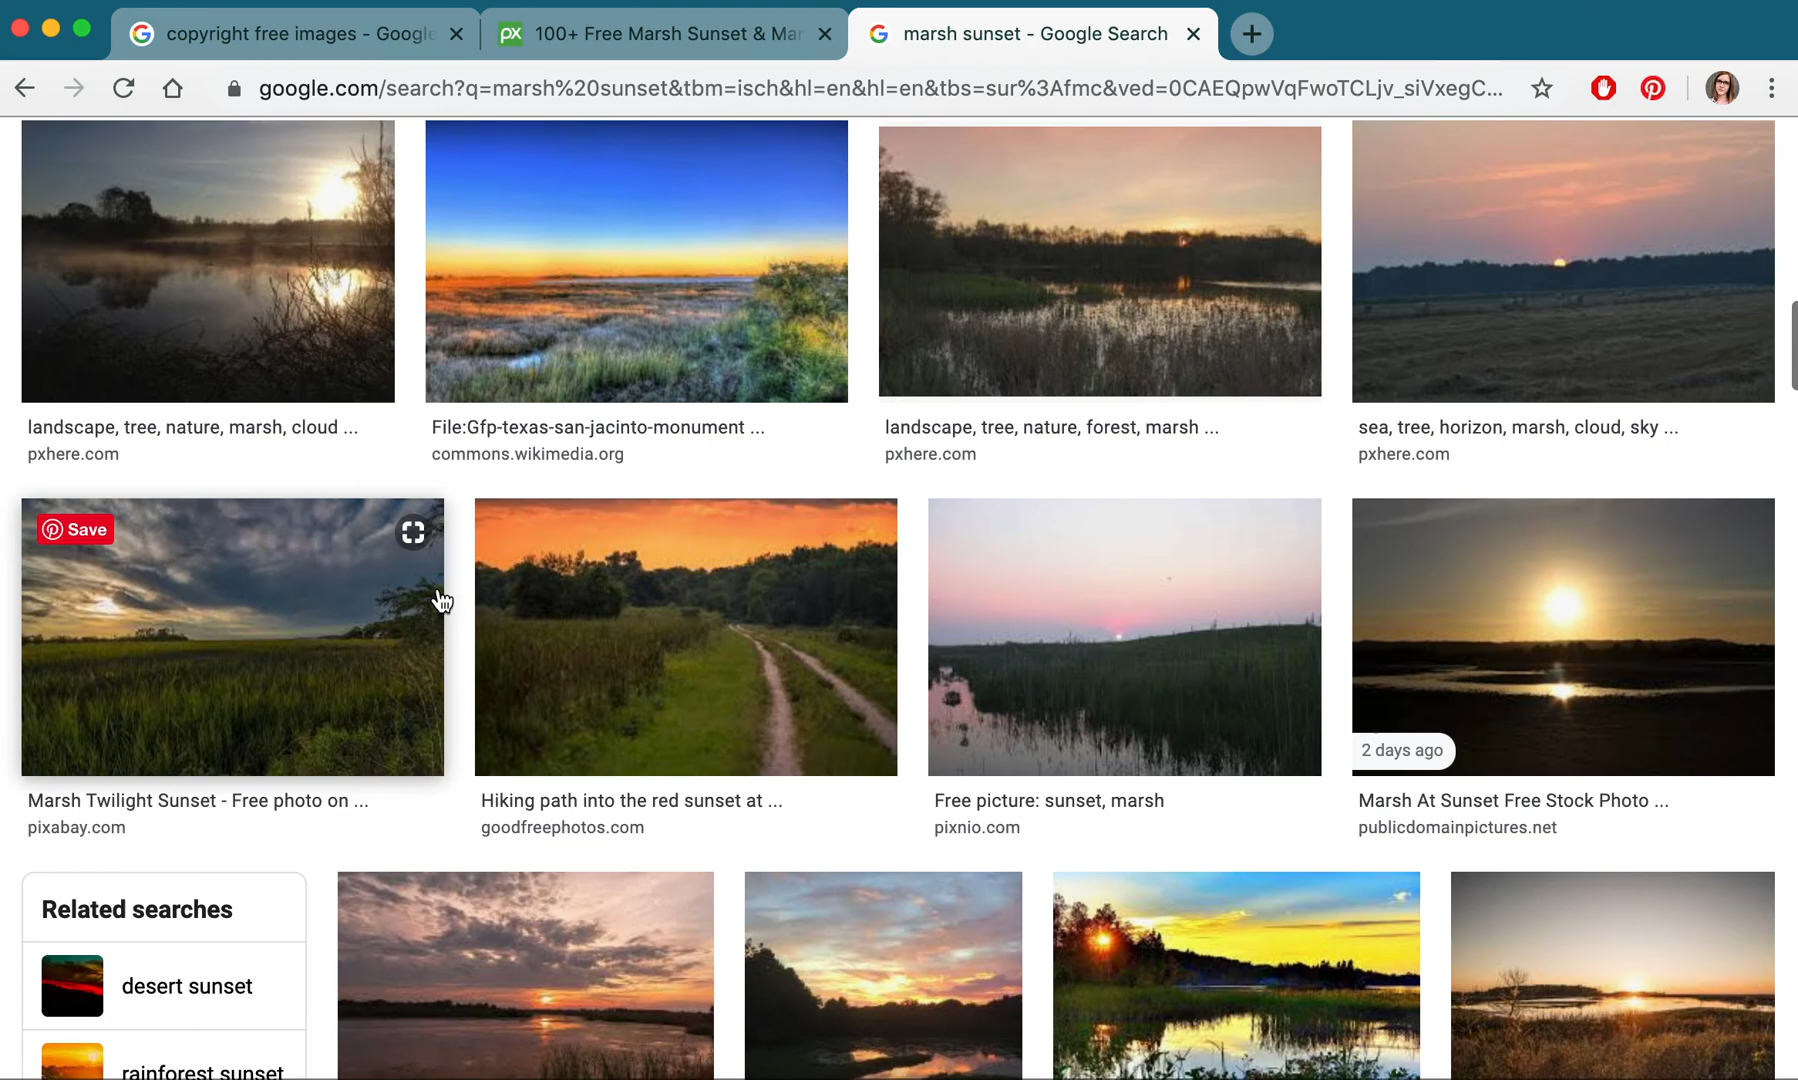 copyright free images - Google
px 100+ Free Marsh Sunset & Mar
marsh sunset - Google Search
google.com/search?q=marsh%20sunset&tbm=isch&hl=en&hl=en&tbs=sur%3Afmc&ved=0CAEQpwVqFwoTCLjv_siVxegC...
landscape, tree, nature, marsh, cloud ...
pxhere.com
File:Gfp-texas-san-jacinto-monument ...
commons.wikimedia.org
landscape, tree, nature, forest, marsh ...
pxhere.com
sea, tree, horizon, marsh, cloud, sky ...
pxhere.com
Save
2 days ago
Marsh Twilight Sunset - Free photo on ...
pixabay.com
Hiking path into the red sunset at ...
goodfreephotos.com
Free picture: sunset, marsh
pixnio.com
Marsh At Sunset Free Stock Photo ...
publicdomainpictures.net
Related searches
desert sunset
rainforest sunset